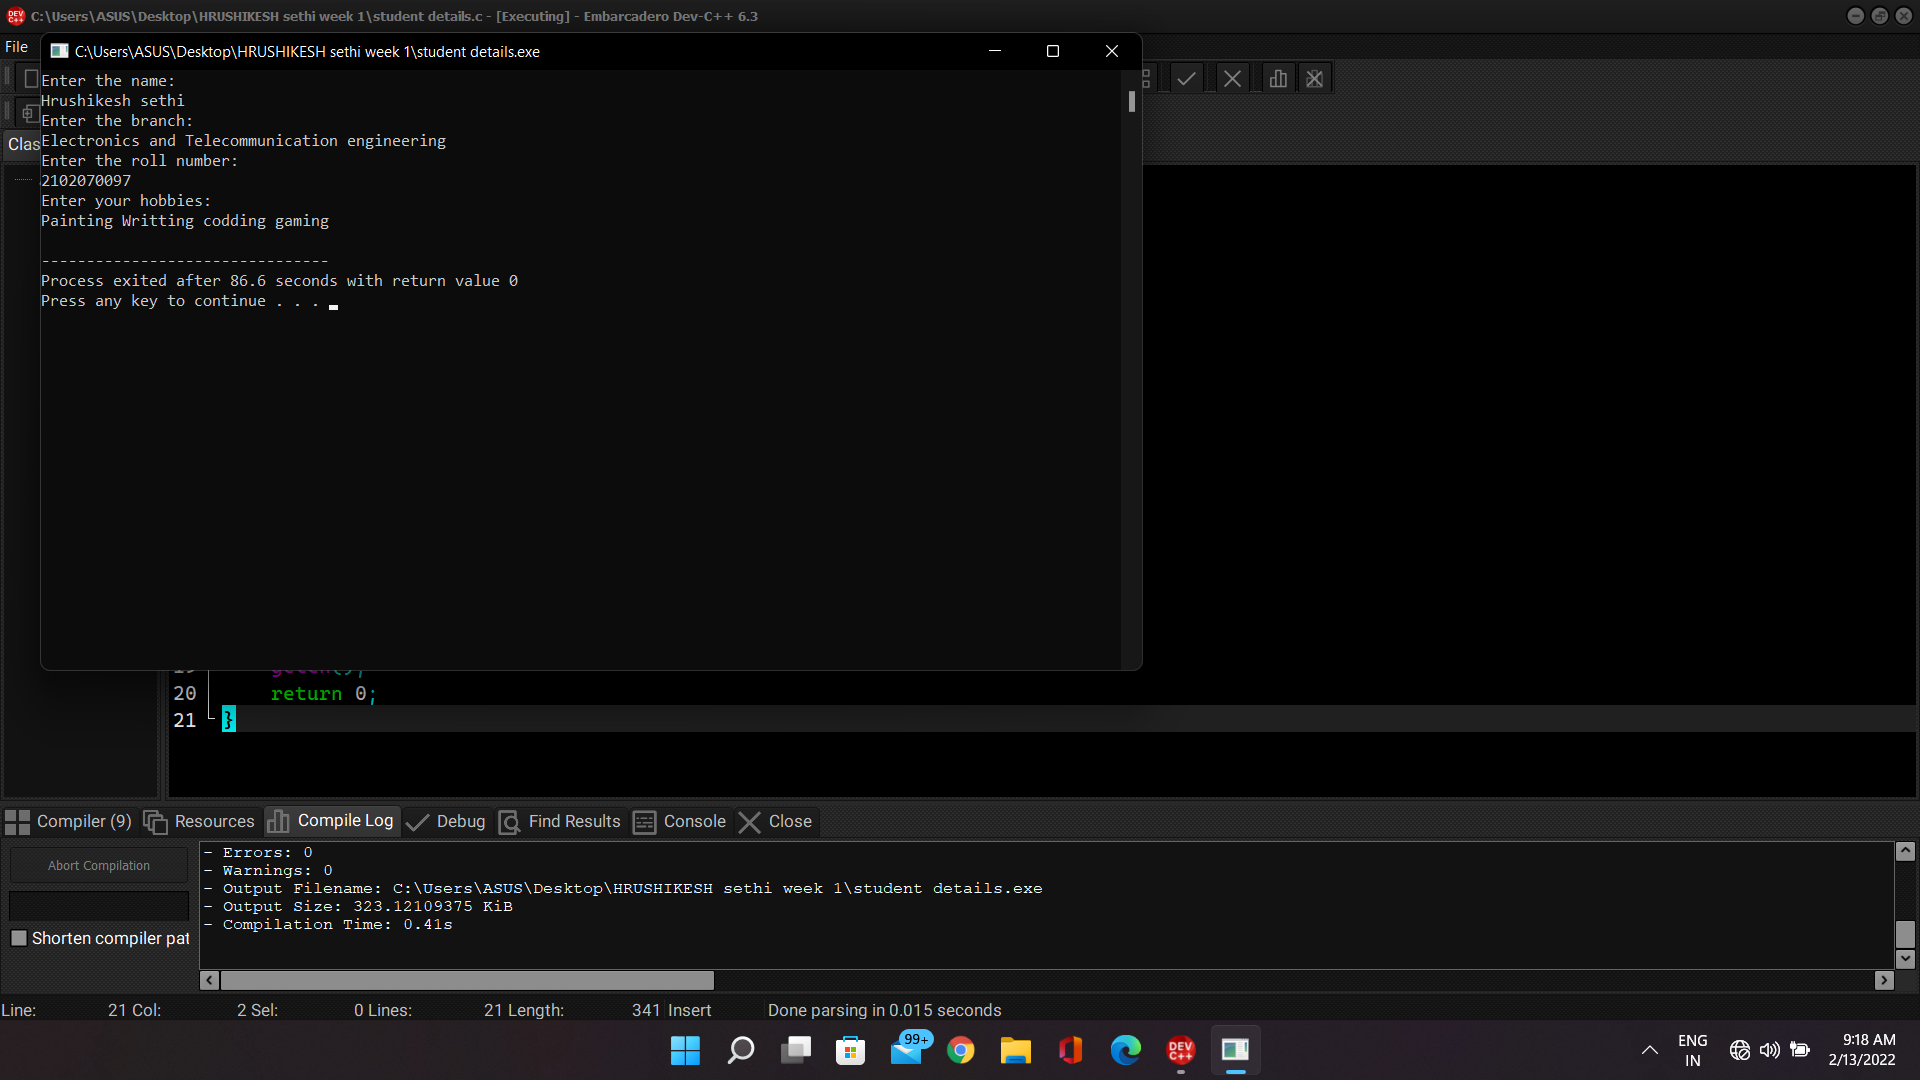 C:\Users\ASUS\Desktop\HRUSHIKESH sethi week 1\student details.c - [Executing] - Embarcadero Dev-C++ 6.3
File
C:\Users\ASUS\Desktop\HRUSHIKESH sethi week 1\student details.exe
Enter the name:
Hrushikesh sethi
Enter the branch:
Electronics and Telecommunication engineering
Clas
Enter the roll number:
2102070097
Enter your hobbies:
Painting Writting codding gaming
--------------------------------
Process exited after 86.6 seconds with return value 0
Press any key to continue . . .
20 return 0;
21 }
Compiler (9) Resources Compile Log Debug Find Results Console Close
Abort Compilation
Shorten compiler pat
- Errors: 0
- Warnings: 0
- Output Filename: C:\Users\ASUS\Desktop\HRUSHIKESH sethi week 1\student details.exe
- Output Size: 323.12109375 KiB
- Compilation Time: 0.41s
Line: 21 Col: 2 Sel: 0 Lines: 21 Length: 341 Insert Done parsing in 0.015 seconds
99+
DEV C++
ENG
IN
9:18 AM
2/13/2022